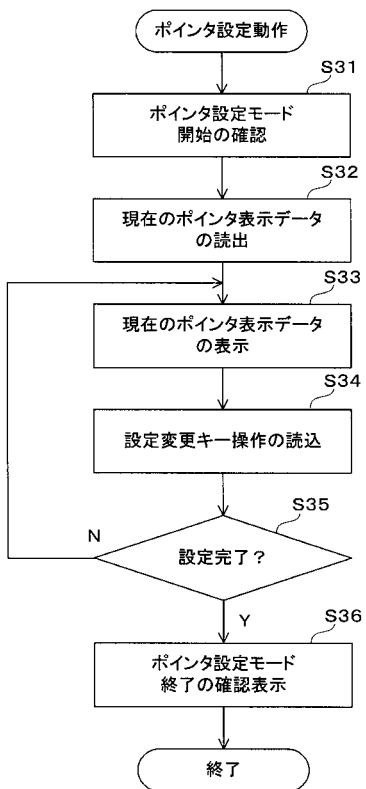 ポインタ設定動作
S31
ポインタ設定モード
開始の確認
S32
現在のポインタ表示データ
の読出
S33
現在のポインタ表示データ
の表示
S34
設定変更キー操作の読込
S35
N
設定完了？
Y
S36
ポインタ設定モード
終了の確認表示
終了